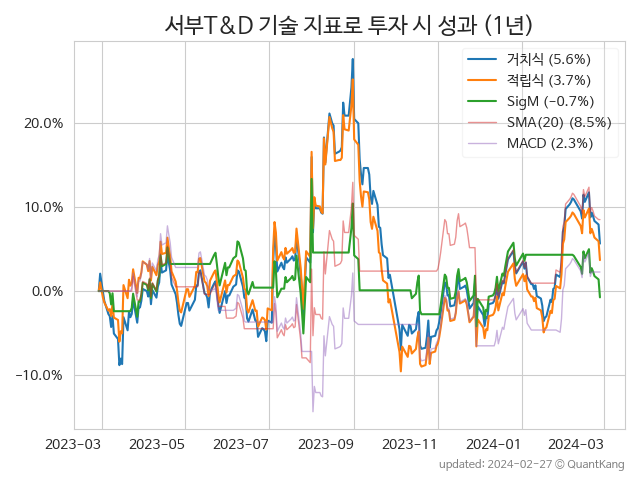 서부T&D 기술 지표로 투자 시 성과 (1년)
거치식 (5.6%)
적립식 (3.7%)
SigM (−0.7%)
SMA(20) (8.5%)
MACD (2.3%)
20.0%
10.0%
0.0%
−10.0%
2023-03 2023-05 2023-07 2023-09 2023-11 2024-01 2024-03
updated: 2024-02-27 © QuantKang